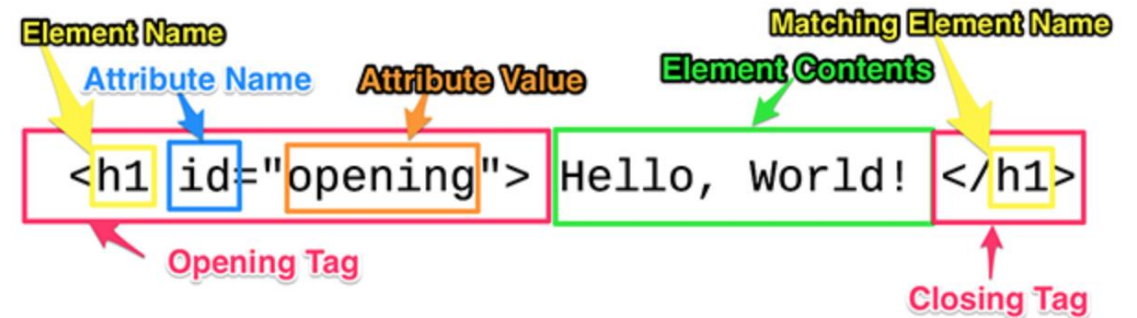 Element Name
Matching Element Name
Attribute Name
Attribute Value
Element Contents
<h1 id="opening"> Hello, World! </h1>
Opening Tag
Closing Tag